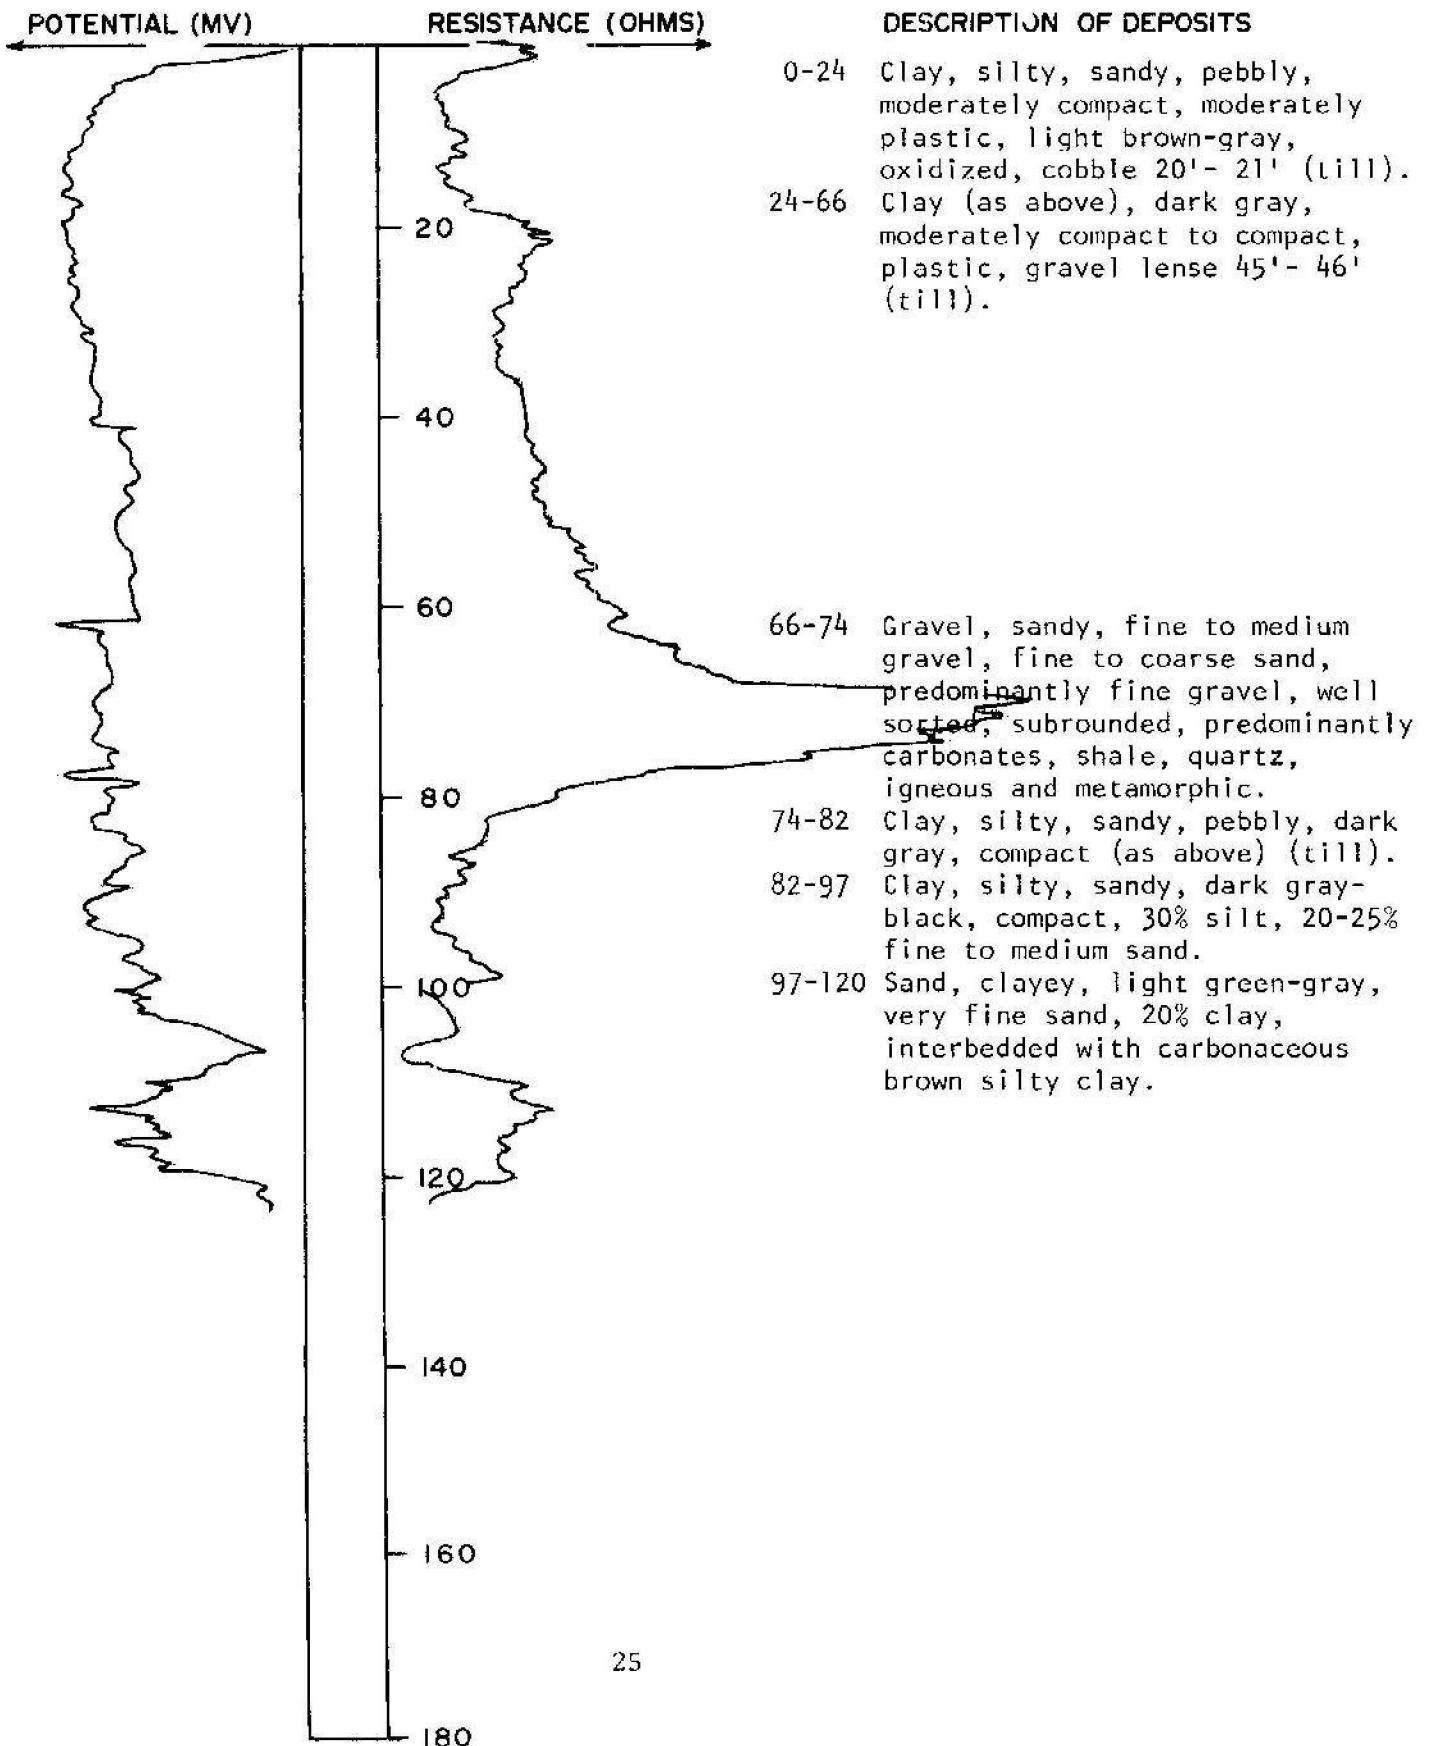 POTENTIAL (MV) RESISTANCE (OHMS) DESCRIPTION OF DEPOSITS
0-24 Clay, silty, sandy, pebbly,
moderately compact, moderately
plastic, light brown-gray,
oxidized, cobble 20'- 21' (till).
24-66 Clay (as above), dark gray,
moderately compact to compact,
plastic, gravel lense 45'- 46'
(till).
66-74 Gravel, sandy, fine to medium
gravel, fine to coarse sand,
predominantly fine gravel, well
sorted, subrounded, predominantly
carbonates, shale, quartz,
igneous and metamorphic.
74-82 Clay, silty, sandy, pebbly, dark
gray, compact (as above) (till).
82-97 Clay, silty, sandy, dark gray-
black, compact, 30% silt, 20-25%
fine to medium sand.
97-120 Sand, clayey, light green-gray,
very fine sand, 20% clay,
interbedded with carbonaceous
brown silty clay.
20
40
60
80
100
120
140
160
180
25